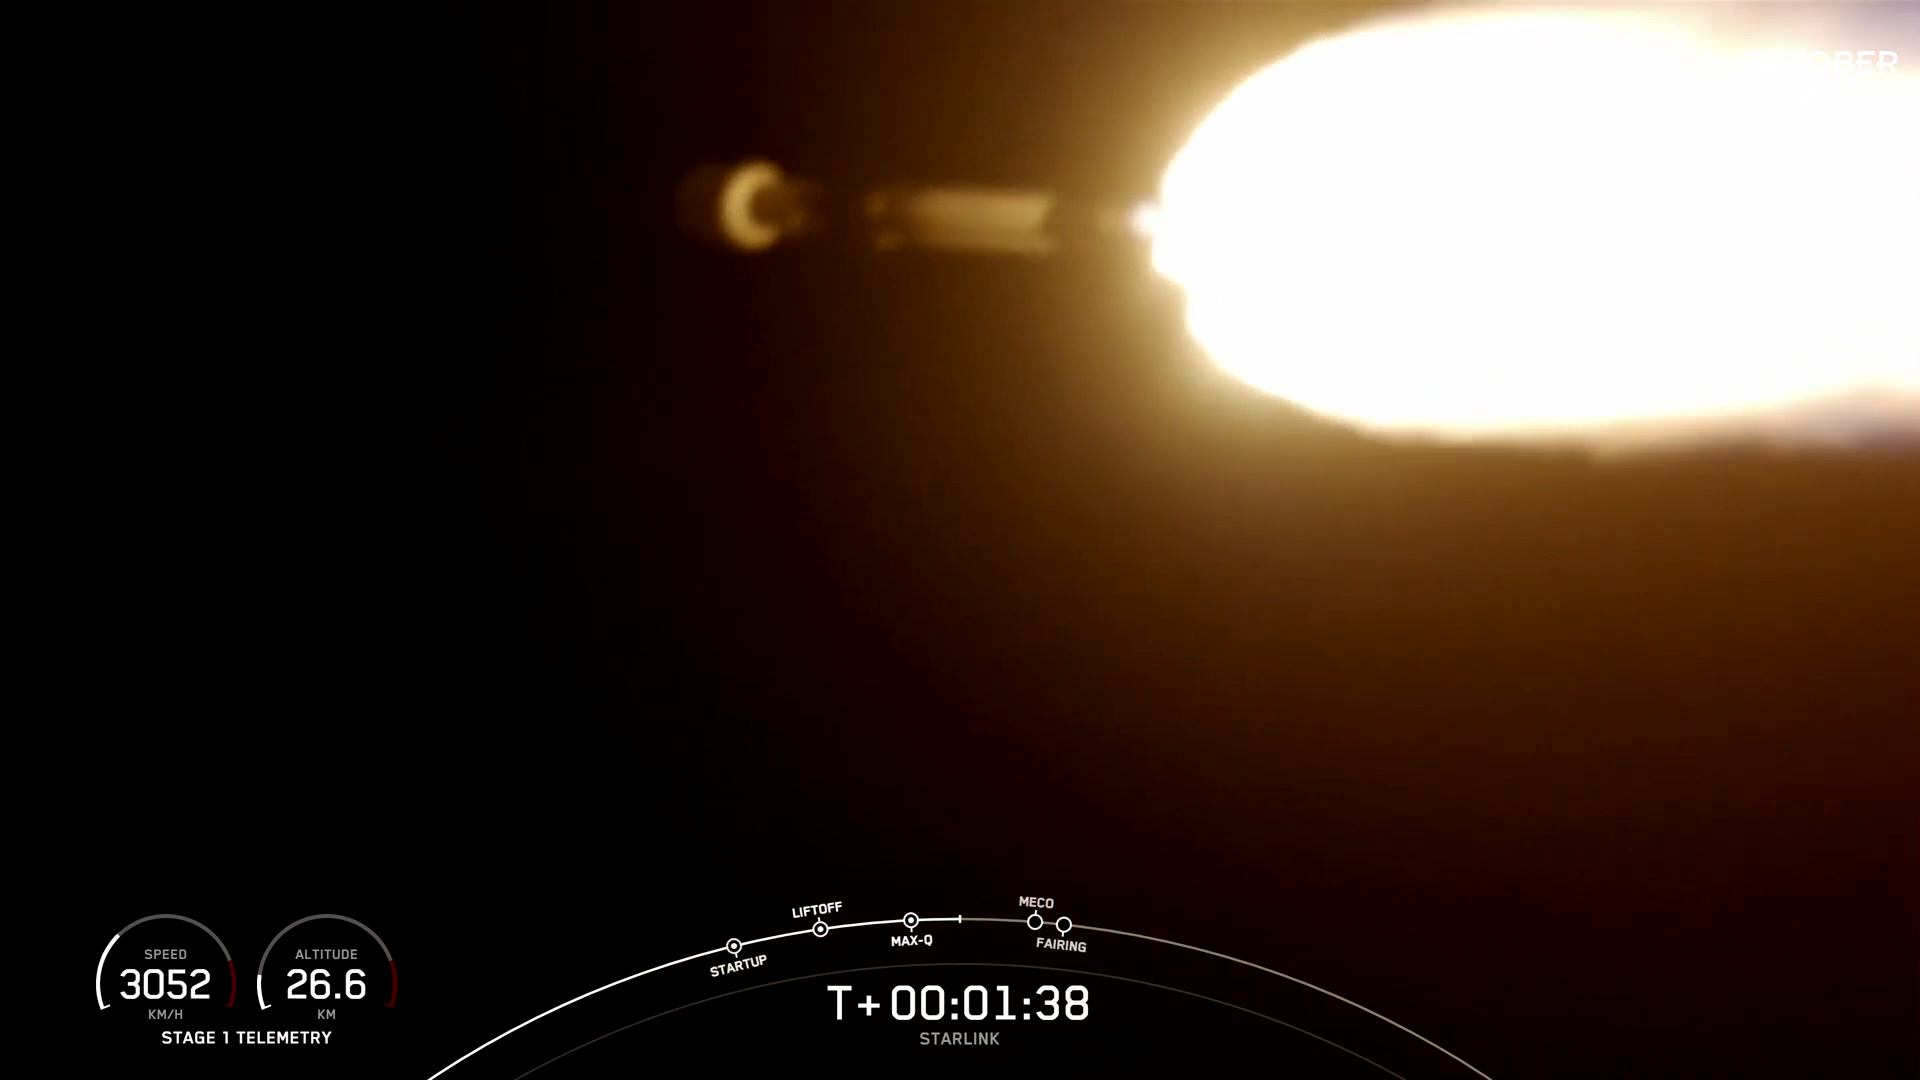 LIFTOFF
MECO
MAX-Q
FAIRING
STARTUP
SPEED
3052
KM/H
ALTITUDE
26.6
KM
STAGE 1 TELEMETRY
T+00:01:38
STARLINK